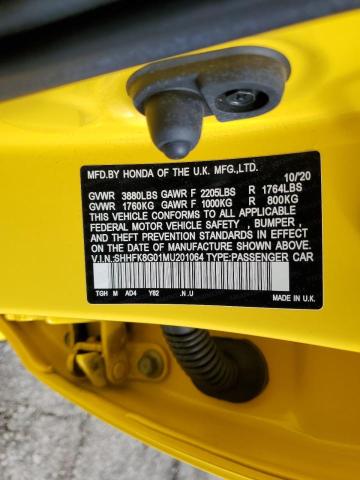 MFD.BY HONDA OF THE U.K. MFG.,LTD.
10/'20
GVWR 3880LBS GAWR F 2205LBS R 1764LBS
GVWR 1760KG GAWR F 1000KG R 800KG
THIS VEHICLE CONFORMS TO ALL APPLICABLE
FEDERAL MOTOR VEHICLE SAFETY , BUMPER ,
AND THEFT PREVENTION STANDARDS IN EFFECT
ON THE DATE OF MANUFACTURE SHOWN ABOVE.
V.I.N.:SHHFK8G01MU201064 TYPE:PASSENGER CAR
TGH M AD4 Y62 .N.U
MADE IN U.K.